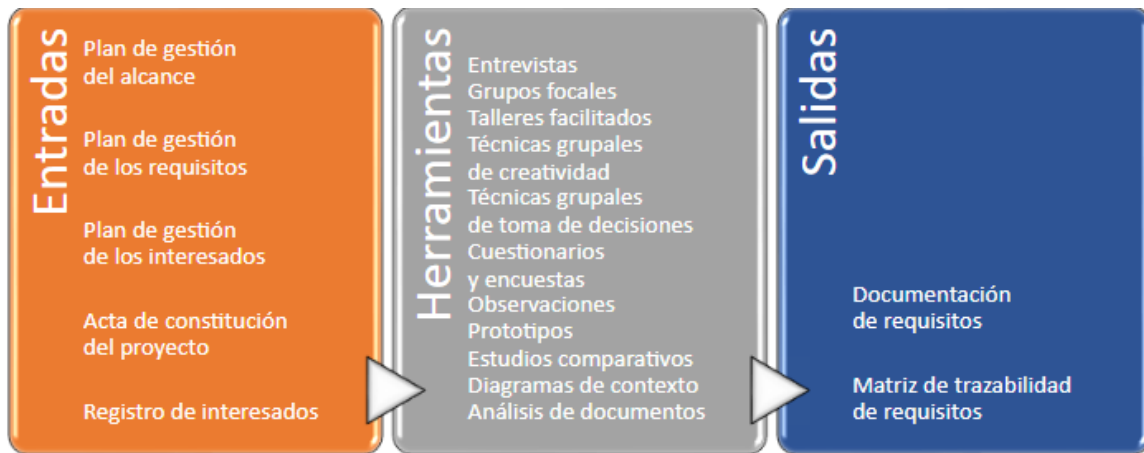 Entradas
Plan de gestión
del alcance
Plan de gestión
de los requisitos
Plan de gestión
de los interesados
Acta de constitución
del proyecto
Registro de interesados
Herramientas
Entrevistas
Grupos focales
Talleres facilitados
Técnicas grupales
de creatividad
Técnicas grupales
de toma de decisiones
Cuestionarios
y encuestas
Observaciones
Prototipos
Estudios comparativos
Diagramas de contexto
Análisis de documentos
Salidas
Documentación
de requisitos
Matriz de trazabilidad
de requisitos